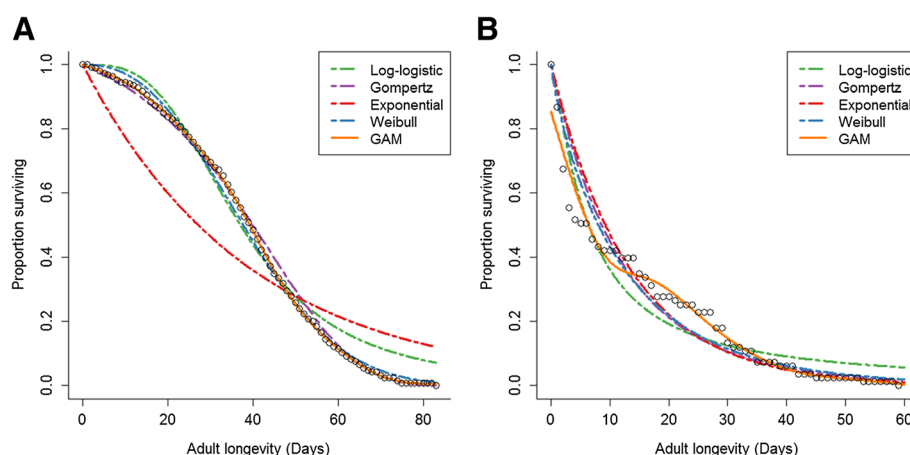 A
Proportion surviving
1.0
0.8
0.6
0.4
0.2
0.0
0
20
40
60
80
Adult longevity (Days)
Log-logistic
Gompertz
Exponential
Weibull
GAM
B
Proportion surviving
1.0
0.8
0.6
0.4
0.2
0.0
0
10
20
30
40
50
60
Adult longevity (Days)
Log-logistic
Gompertz
Exponential
Weibull
GAM